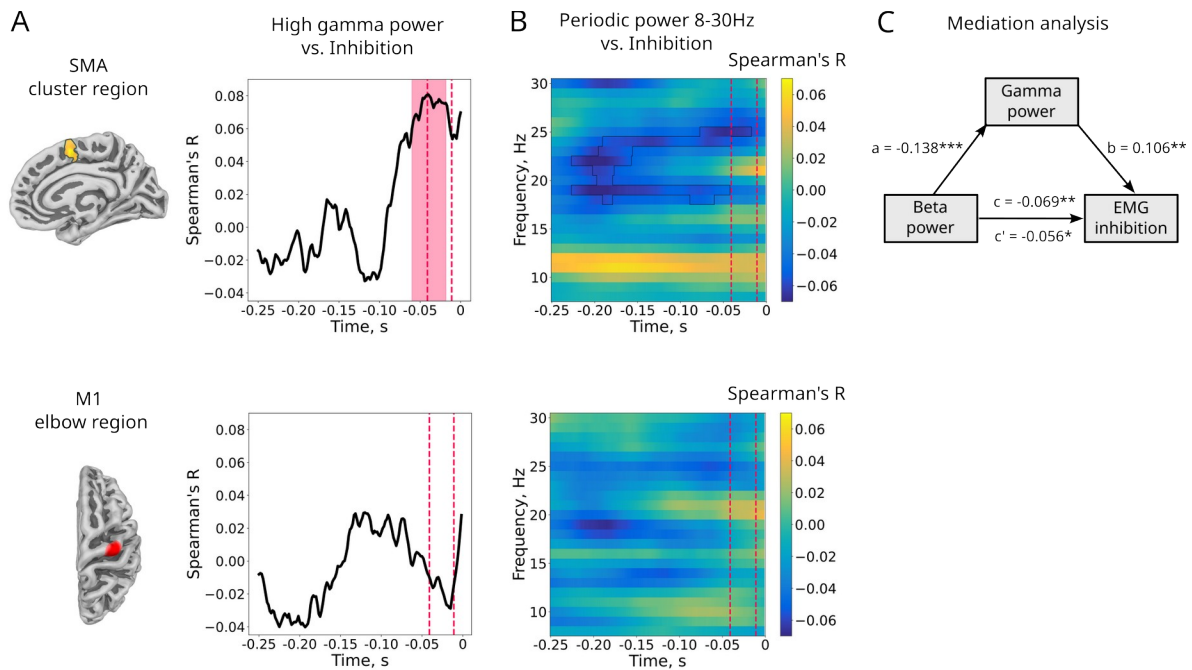 A
High gamma power
vs. Inhibition
B
Periodic power 8-30Hz
vs. Inhibition
C
Mediation analysis
SMA
cluster region
Spearman's R
0.08
0.06
0.04
0.02
0.00
−0.02
−0.04
-0.25
-0.20
-0.15
-0.10
-0.05
0
Time, s
Spearman's R
Frequency, Hz
30
25
20
15
10
-0.25
-0.20
-0.15
-0.10
-0.05
0
Time, s
0.06
0.04
0.02
0.00
−0.02
−0.04
−0.06
Gamma
power
a = -0.138***
b = 0.106**
Beta
power
c = -0.069**
c' = -0.056*
EMG
inhibition
M1
elbow region
Spearman's R
0.08
0.06
0.04
0.02
0.00
−0.02
−0.04
-0.25
-0.20
-0.15
-0.10
-0.05
0
Time, s
Spearman's R
Frequency, Hz
30
25
20
15
10
-0.25
-0.20
-0.15
-0.10
-0.05
0
Time, s
0.06
0.04
0.02
0.00
−0.02
−0.04
−0.06